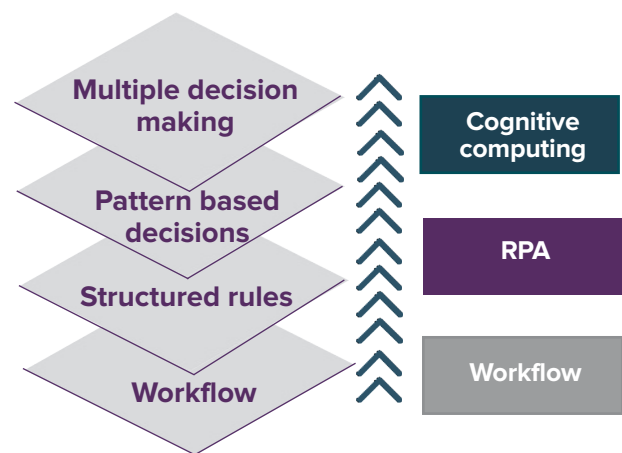 Multiple decision
making
Pattern based
decisions
Structured rules
Workflow
Cognitive
computing
RPA
Workflow